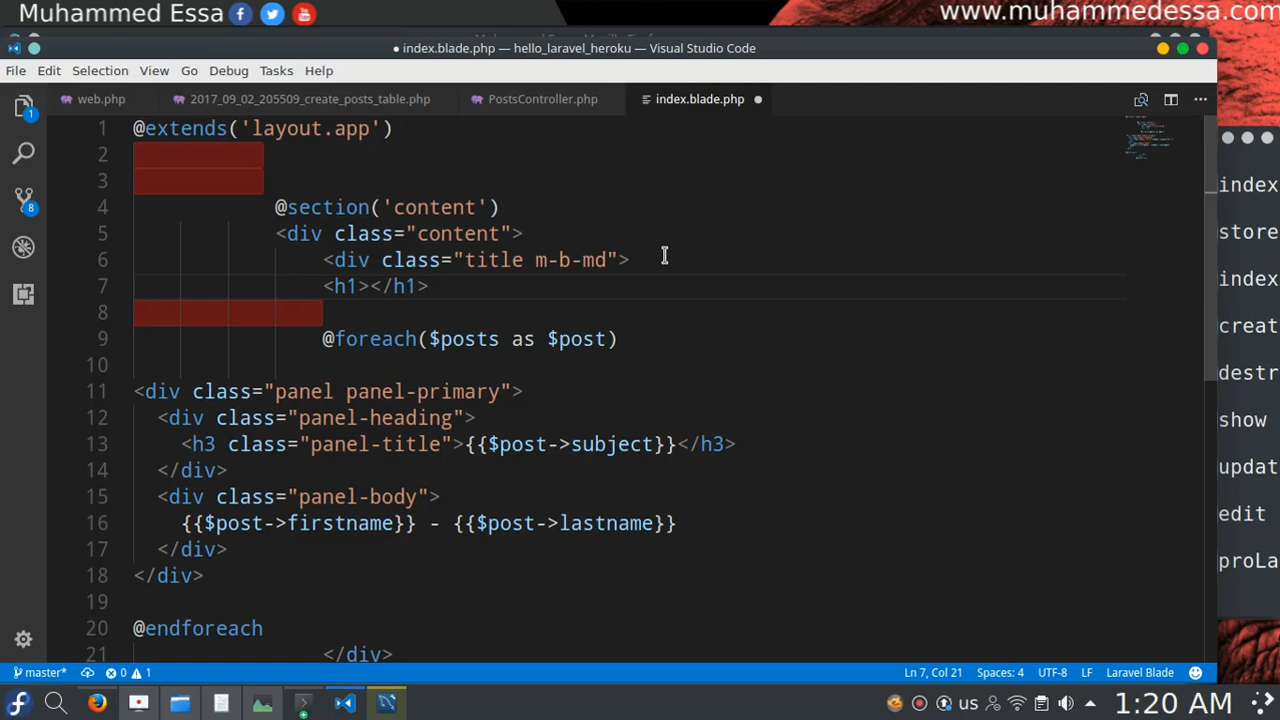 Muhammed Essa
www.muhammedessa.com
● index.blade.php — hello_laravel_heroku — Visual Studio Code
File Edit Selection View Go Debug Tasks Help
web.php 2017_09_02_205509_create_posts_table.php PostsController.php index.blade.php
1 @extends('layout.app')
2
3
4 @section('content')
5 <div class="content">
6 <div class="title m-b-md">
7 <h1></h1>
8
9 @foreach($posts as $post)
10
11 <div class="panel panel-primary">
12 <div class="panel-heading">
13 <h3 class="panel-title">{{$post->subject}}</h3>
14 </div>
15 <div class="panel-body">
16 {{$post->firstname}} - {{$post->lastname}}
17 </div>
18 </div>
19
20 @endforeach
21 </div>
1
8
index
store
index
creat
destr
show
updat
edit
proLa
master* 0 1 Ln 7, Col 21 Spaces: 4 UTF-8 LF Laravel Blade
us 1:20 AM